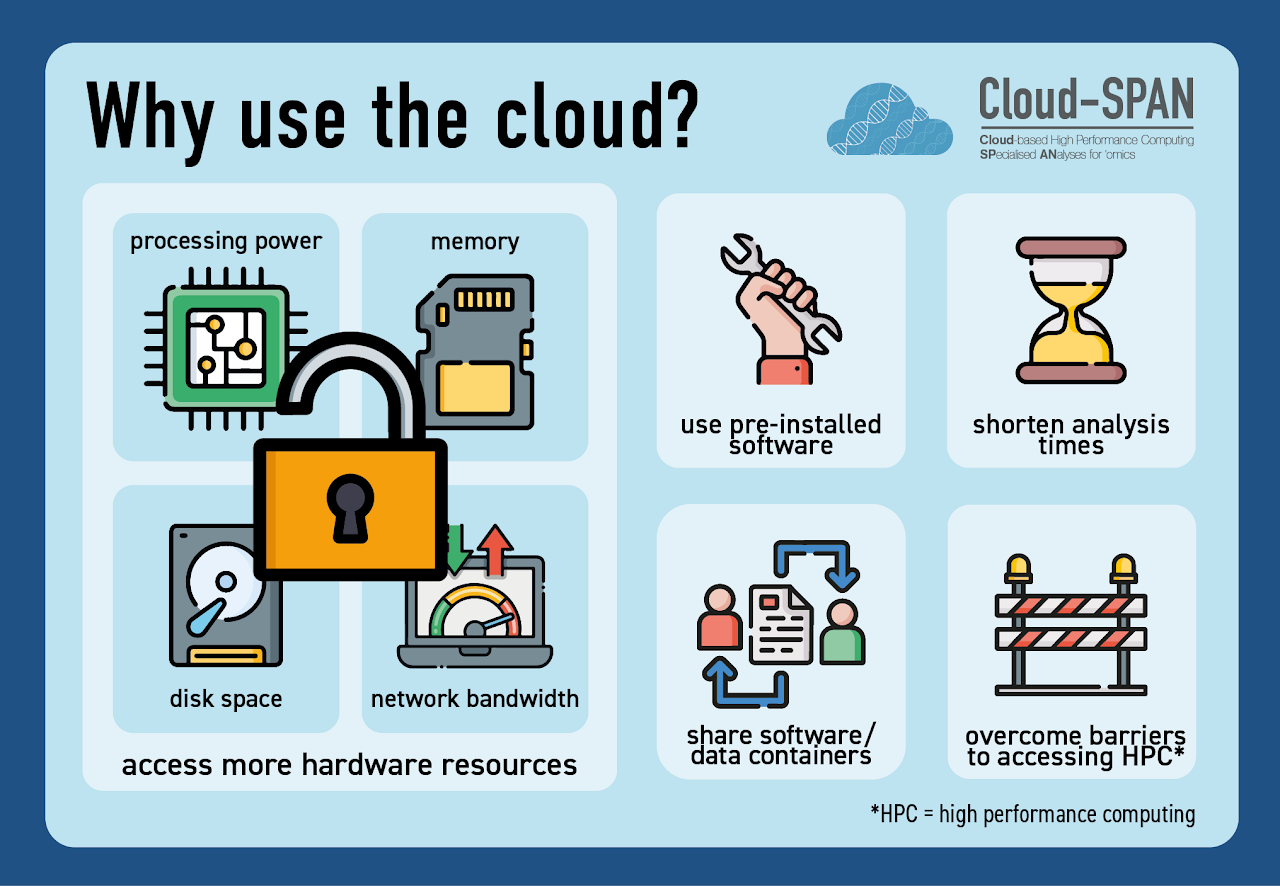 Why use the cloud?
Cloud-SPAN
Cloud-based High Performance Computing
SPecialised ANalyses for 'omics
processing power
memory
disk space
network bandwidth
access more hardware resources
use pre-installed
software
shorten analysis
times
share software/
data containers
overcome barriers
to accessing HPC*
*HPC = high performance computing